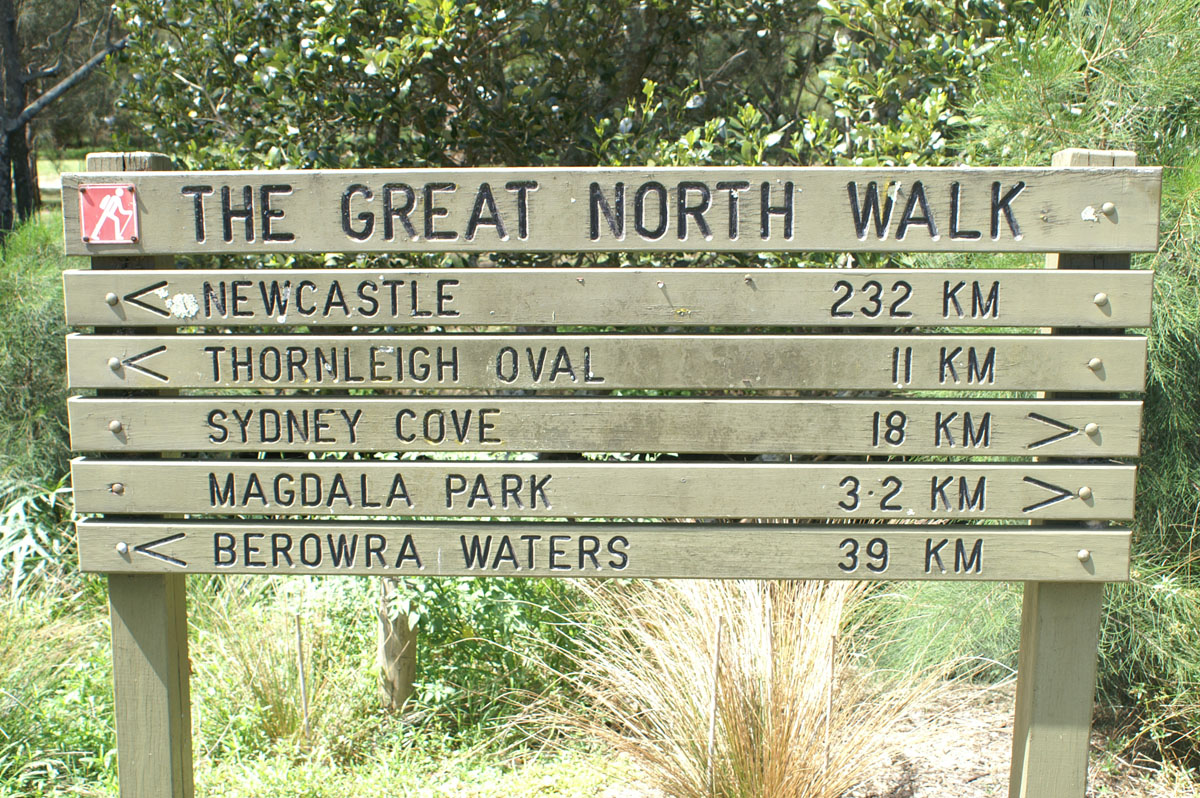 THE GREAT NORTH WALK
< NEWCASTLE 232 KM
< THORNLEIGH OVAL 11 KM
SYDNEY COVE 18 KM >
MAGDALA PARK 3·2 KM >
< BEROWRA WATERS 39 KM